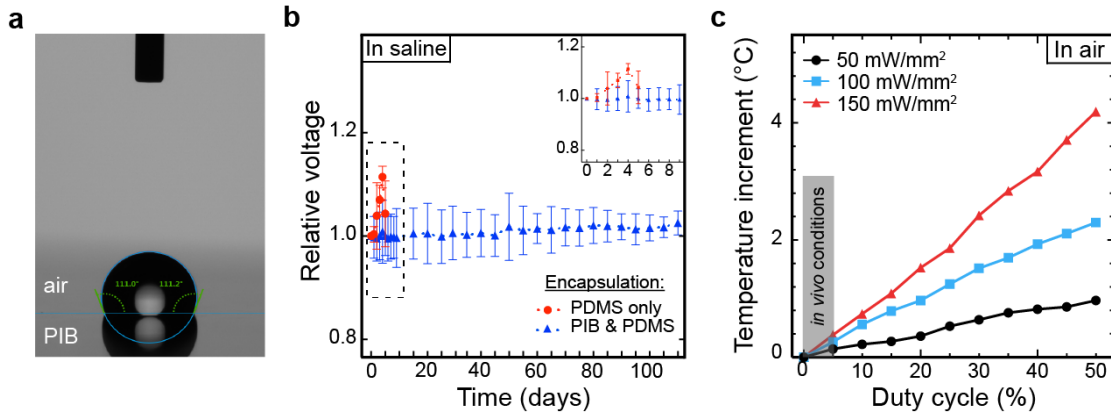 a
111.0°
111.2°
air
PIB
b
In saline
Relative voltage
1.2
1.0
0.8
0 20 40 60 80 100
Time (days)
1.2
1.0
0.8
0 2 4 6 8
Encapsulation:
PDMS only
PIB & PDMS
c
In air
50 mW/mm²
100 mW/mm²
150 mW/mm²
Temperature increment (°C)
4
2
0
in vivo conditions
0 10 20 30 40 50
Duty cycle (%)